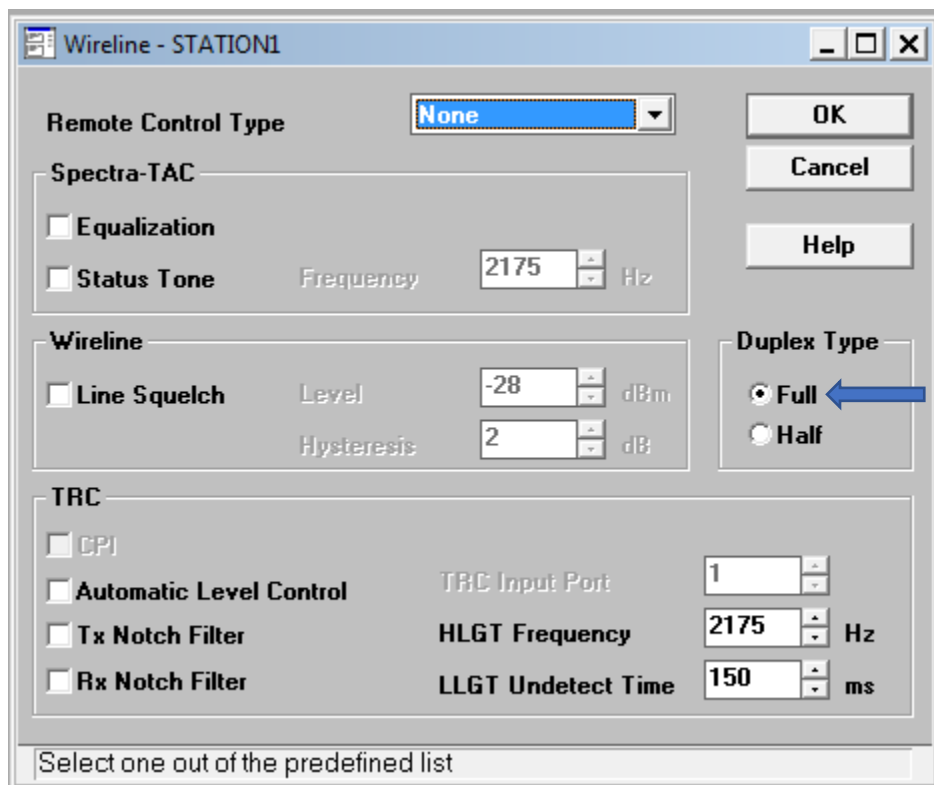 Wireline - STATION1
Remote Control Type None OK
Spectra-TAC Cancel
Equalization
Status Tone Frequency 2175 Hz Help
Wireline Duplex Type
Line Squelch Level -28 dBm Full
Hysteresis 2 dB Half
TRC
CPI
TRC Input Port 1
Automatic Level Control
Tx Notch Filter HLGT Frequency 2175 Hz
Rx Notch Filter LLGT Undetect Time 150 ms
Select one out of the predefined list